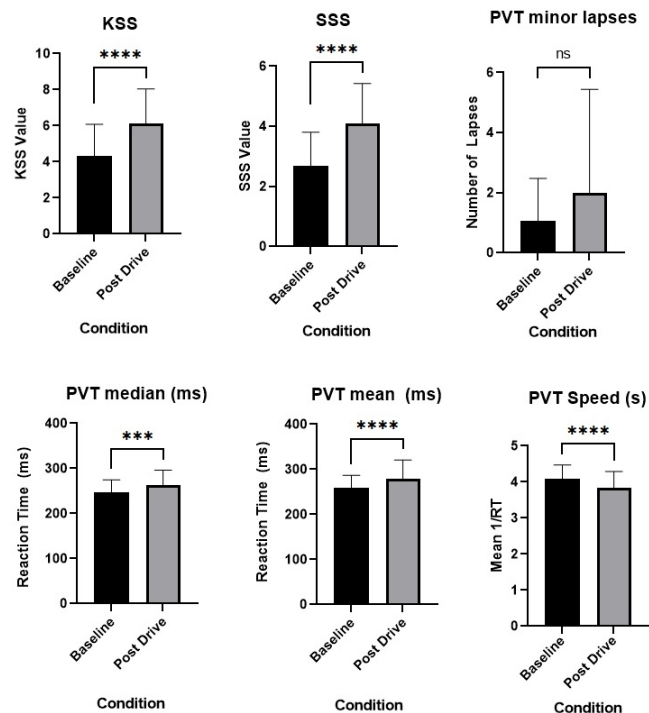 KSS
****
10
8
6
4
2
0
KSS Value
Baseline
Post Drive
Condition
SSS
****
6
4
2
0
SSS Value
Baseline
Post Drive
Condition
PVT minor lapses
ns
6
4
2
0
Number of Lapses
Baseline
Post Drive
Condition
PVT median (ms)
***
400
300
200
100
0
Reaction Time (ms)
Baseline
Post Drive
Condition
PVT mean (ms)
****
400
300
200
100
0
Reaction Time (ms)
Baseline
Post Drive
Condition
PVT Speed (s)
****
5
4
3
2
1
0
Mean 1/RT
Baseline
Post Drive
Condition